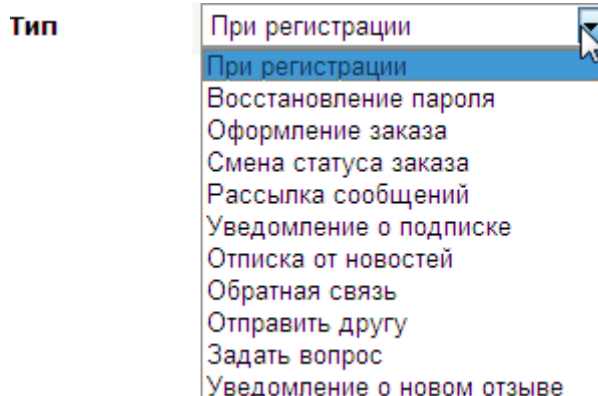 Тип При регистрации
При регистрации
Восстановление пароля
Оформление заказа
Смена статуса заказа
Рассылка сообщений
Уведомление о подписке
Отписка от новостей
Обратная связь
Отправить другу
Задать вопрос
Уведомление о новом отзыве